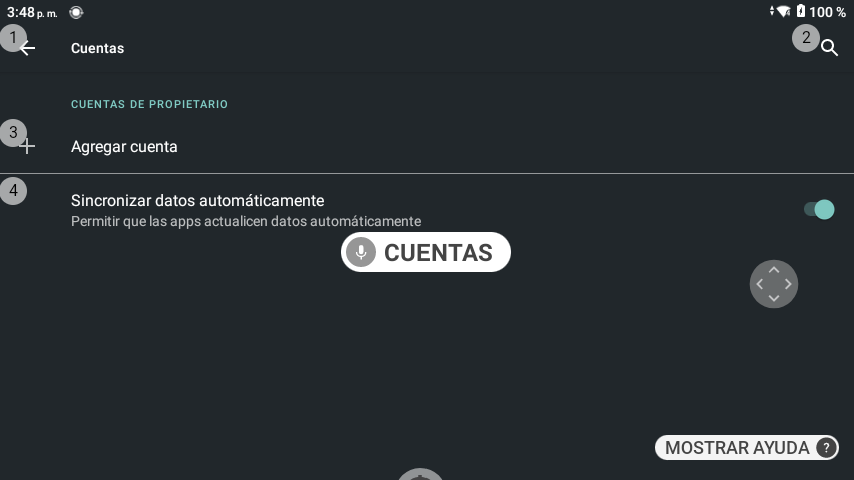 3:48 p. m.
100 %
1
Cuentas
2
CUENTAS DE PROPIETARIO
3
Agregar cuenta
4
Sincronizar datos automáticamente
Permitir que las apps actualicen datos automáticamente
CUENTAS
MOSTRAR AYUDA ?